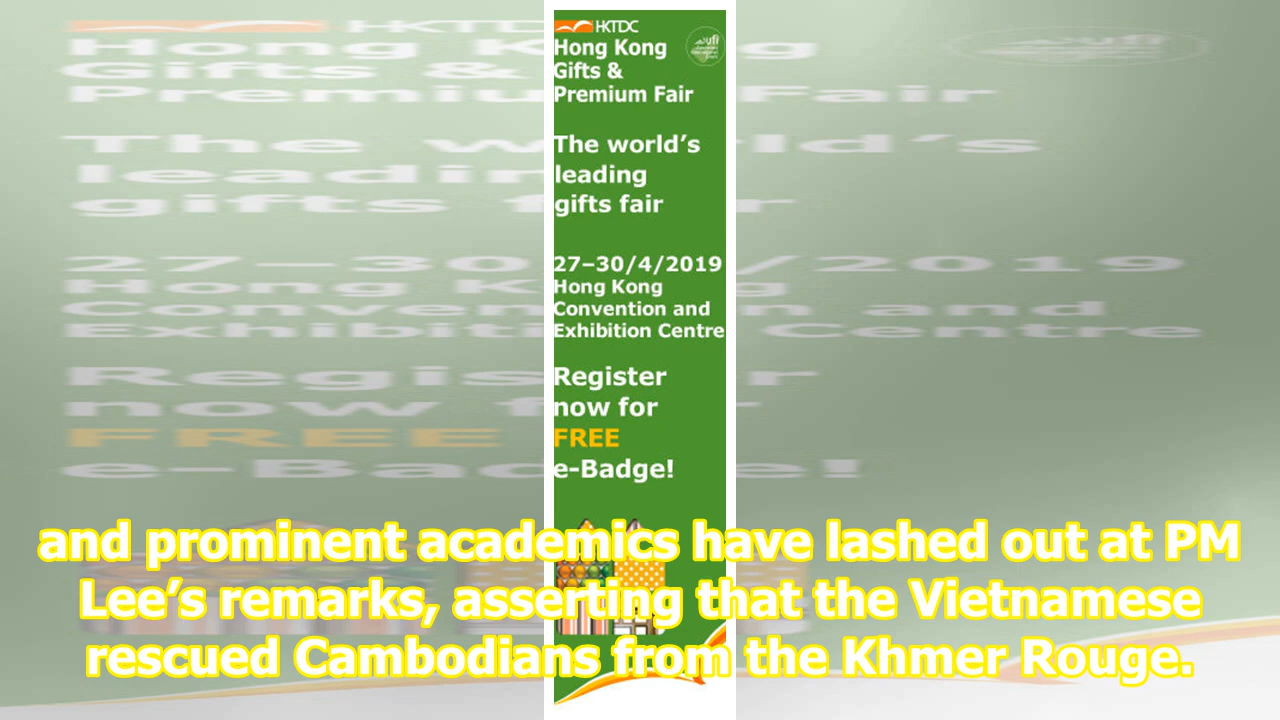 HKTDC
Hong Kong
Gifts &
Premium Fair
ufi
The world's
leading
gifts fair
27–30/4/2019
Hong Kong
Convention and
Exhibition Centre
Register
now for
FREE
e-Badge!
and prominent academics have lashed out at PM
Lee's remarks, asserting that the Vietnamese
rescued Cambodians from the Khmer Rouge.